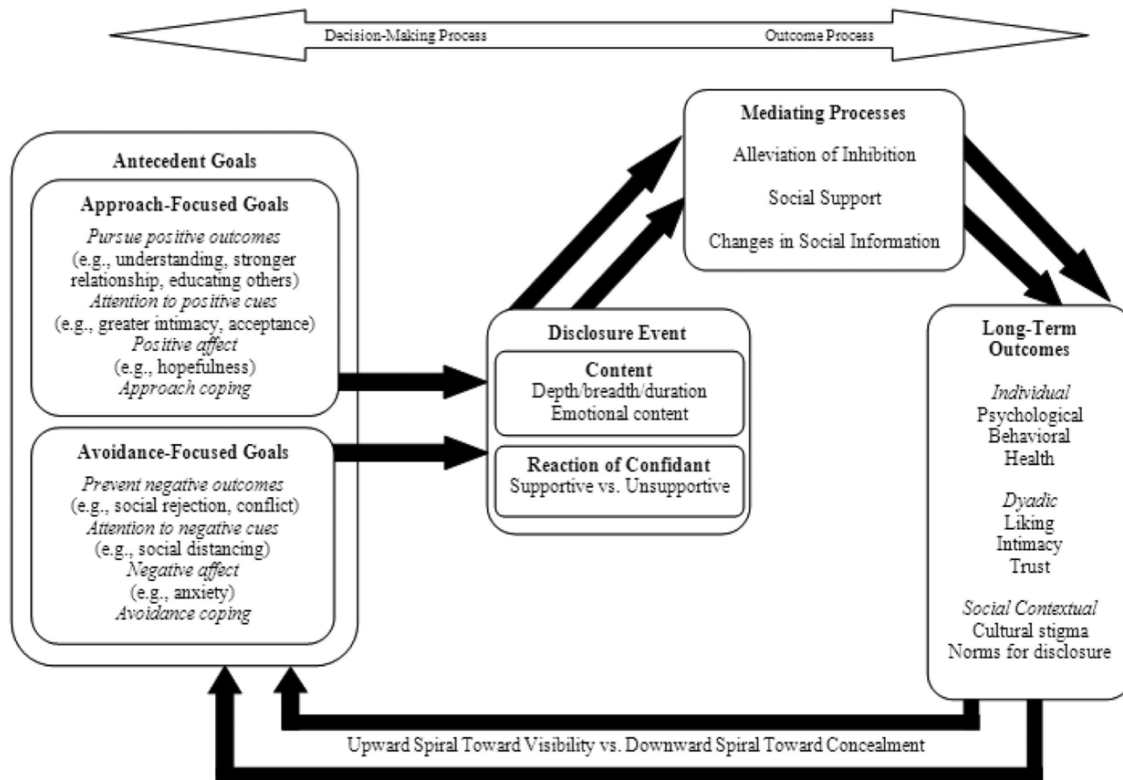 Decision-Making Process
Outcome Process
Antecedent Goals
Approach-Focused Goals
Pursue positive outcomes
(e.g., understanding, stronger
relationship, educating others)
Attention to positive cues
(e.g., greater intimacy, acceptance)
Positive affect
(e.g., hopefulness)
Approach coping
Avoidance-Focused Goals
Prevent negative outcomes
(e.g., social rejection, conflict)
Attention to negative cues
(e.g., social distancing)
Negative affect
(e.g., anxiety)
Avoidance coping
Disclosure Event
Content
Depth/breadth/duration
Emotional content
Reaction of Confidant
Supportive vs. Unsupportive
Mediating Processes
Alleviation of Inhibition
Social Support
Changes in Social Information
Long-Term
Outcomes
Individual
Psychological
Behavioral
Health
Dyadic
Liking
Intimacy
Trust
Social Contextual
Cultural stigma
Norms for disclosure
Upward Spiral Toward Visibility vs. Downward Spiral Toward Concealment